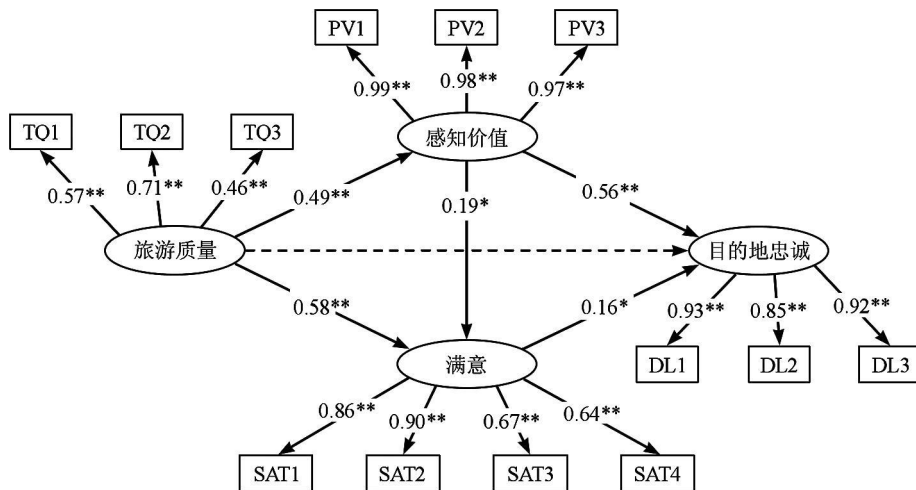 PV1 PV2 PV3
0.99** 0.98** 0.97**
TQ1 TQ2 TQ3
感知价值
0.57** 0.71** 0.46**
0.49** 0.19* 0.56**
旅游质量
目的地忠诚
0.58** 0.16* 0.93** 0.85** 0.92**
满意
DL1 DL2 DL3
0.86** 0.90** 0.67** 0.64**
SAT1 SAT2 SAT3 SAT4